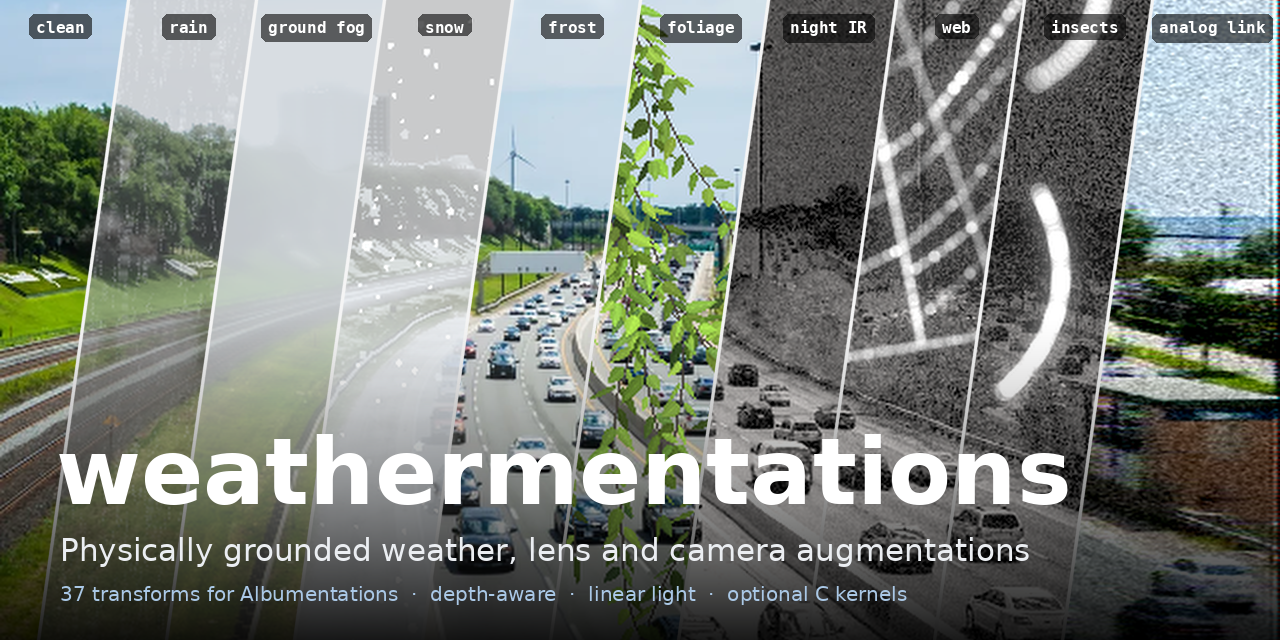 clean
rain
ground fog
snow
frost
foliage
night IR
web
insects
analog link
weathermentations
Physically grounded weather, lens and camera augmentations
37 transforms for Albumentations · depth-aware · linear light · optional C kernels